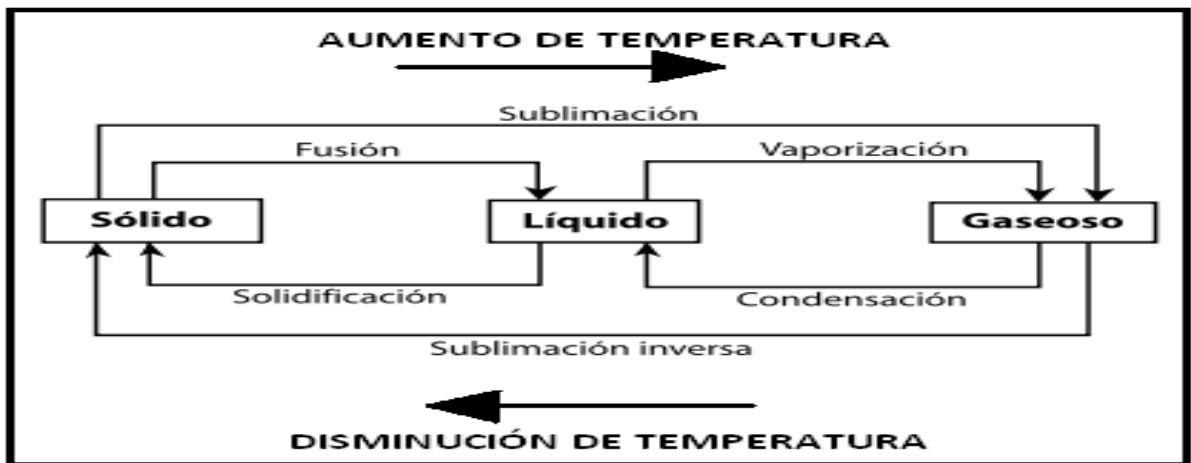 AUMENTO DE TEMPERATURA
Sublimación
Fusión
Vaporización
Sólido
Líquido
Gaseoso
Solidificación
Condensación
Sublimación inversa
DISMINUCIÓN DE TEMPERATURA